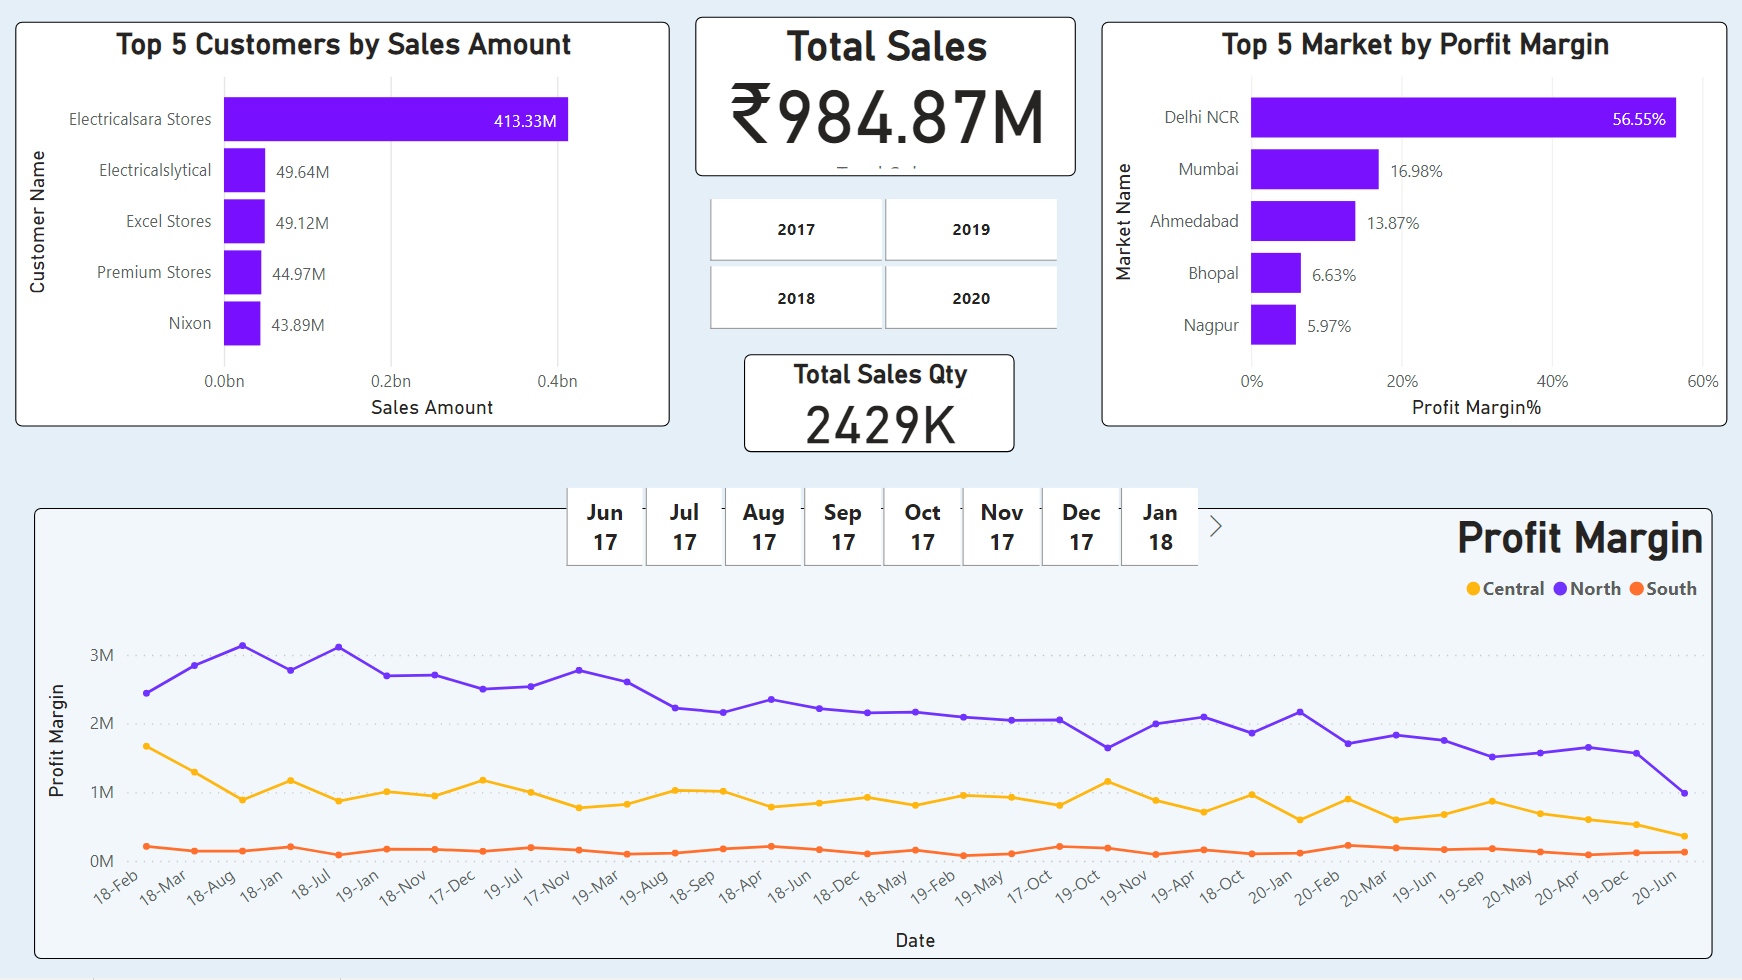 Top 5 Customers by Sales Amount
Customer Name
Electricalsara Stores
413.33M
Electricalslytical
49.64M
Excel Stores
49.12M
Premium Stores
44.97M
Nixon
43.89M
0.0bn
0.2bn
0.4bn
Sales Amount
Total Sales
₹984.87M
2017
2019
2018
2020
Total Sales Qty
2429K
Top 5 Market by Porfit Margin
Market Name
Delhi NCR
56.55%
Mumbai
16.98%
Ahmedabad
13.87%
Bhopal
6.63%
Nagpur
5.97%
0%
20%
40%
60%
Profit Margin%
Jun
17
Jul
17
Aug
17
Sep
17
Oct
17
Nov
17
Dec
17
Jan
18
Profit Margin
Central
North
South
Profit Margin
3M
2M
1M
0M
18-Feb
18-Mar
18-Aug
18-Jan
18-Jul
19-Jan
18-Nov
17-Dec
19-Jul
17-Nov
19-Mar
19-Aug
18-Sep
18-Apr
18-Jun
18-Dec
18-May
19-Feb
19-May
17-Oct
19-Oct
19-Nov
19-Apr
18-Oct
20-Jan
20-Feb
20-Mar
19-Jun
19-Sep
20-May
20-Apr
19-Dec
20-Jun
Date